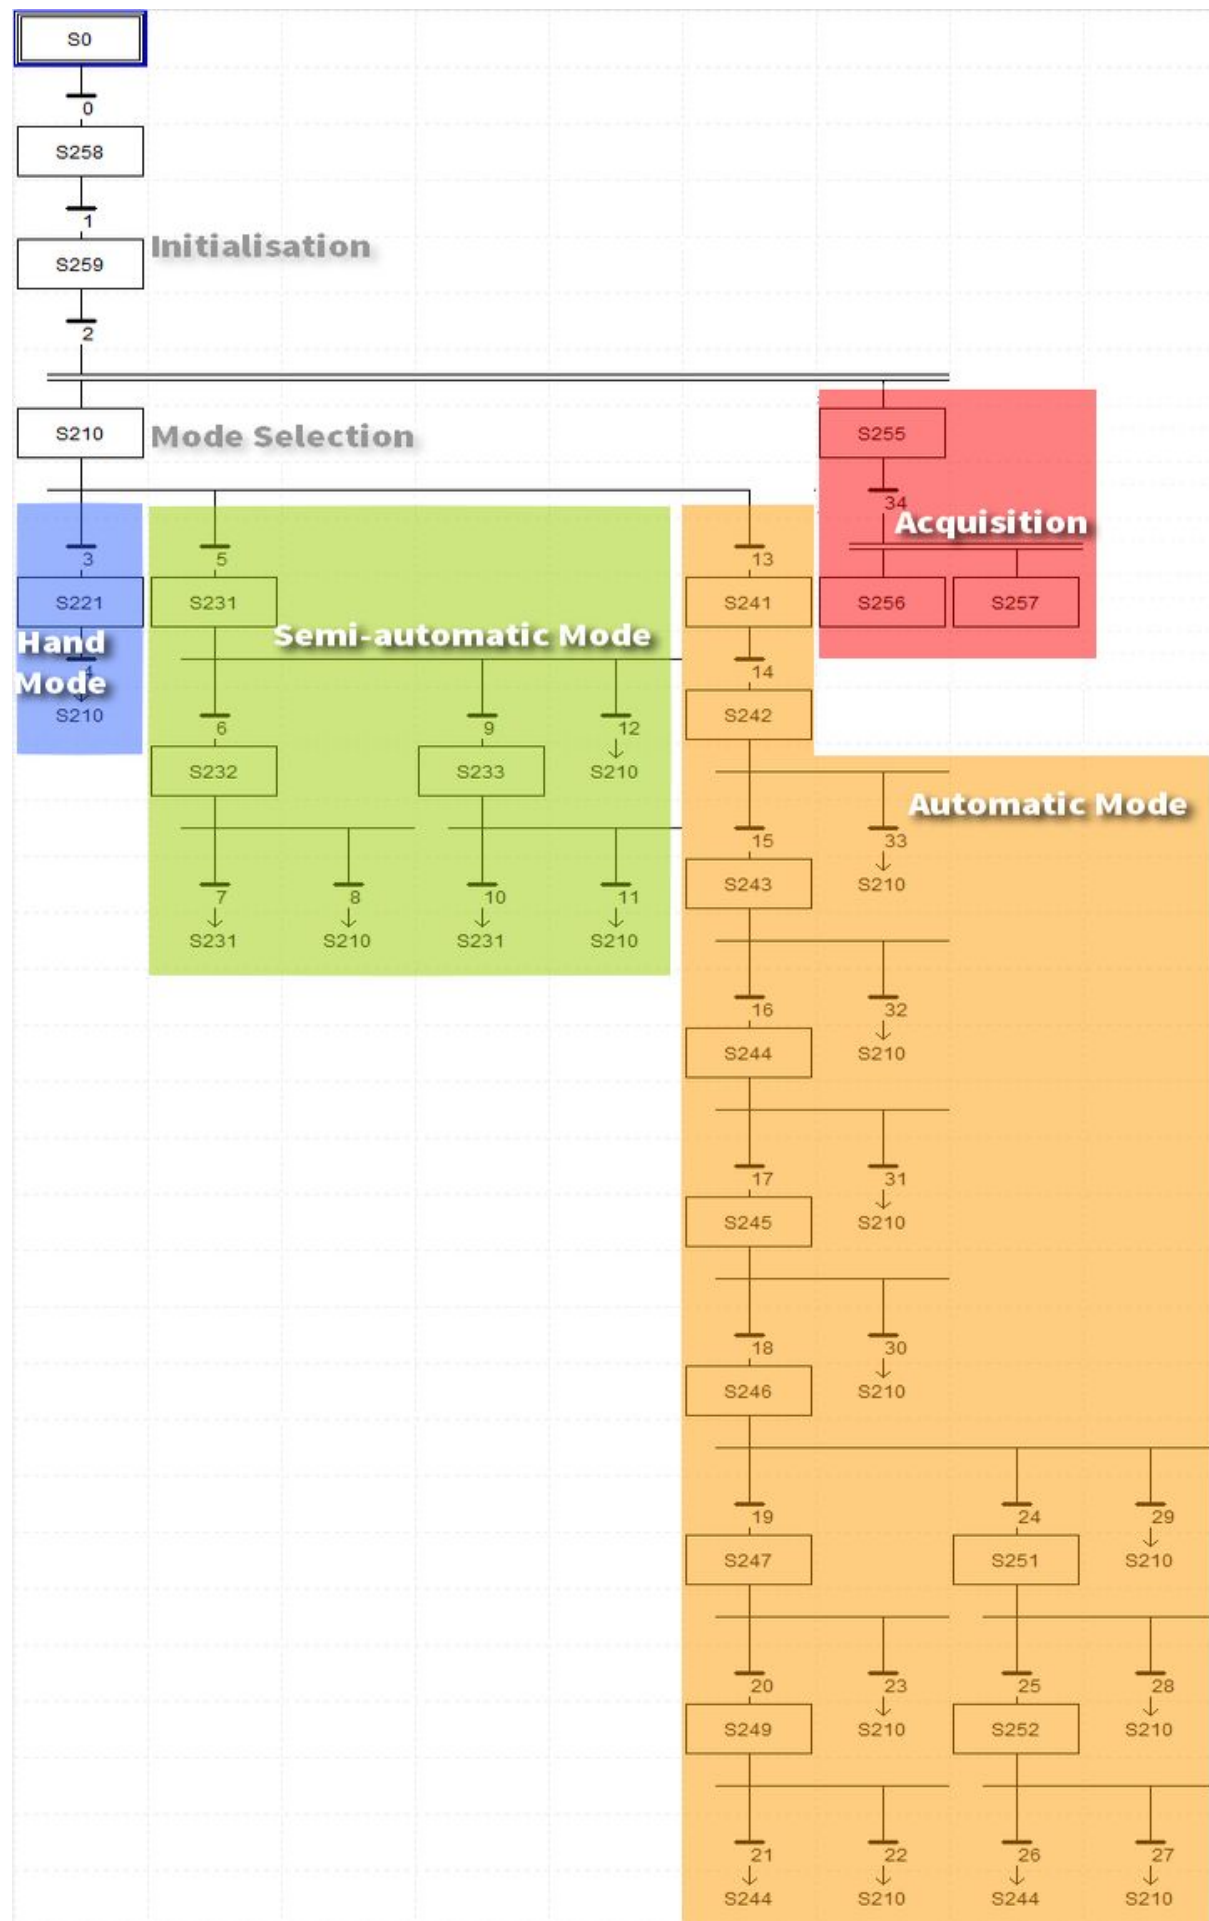 S0
0
S258
1
Initialisation
S259
2
S210
Mode Selection
S255
34
Acquisition
3
5
13
S221
S231
S241
S256
S257
Hand
Mode
Semi-automatic Mode
4
14
S210
6
9
12
S242
S232
S233
S210
Automatic Mode
15
33
S243
S210
7
8
10
11
S231
S210
S231
S210
16
32
S244
S210
17
31
S245
S210
18
30
S246
S210
19
24
29
S247
S251
S210
20
23
25
28
S249
S210
S252
S210
21
22
26
27
S244
S210
S244
S210